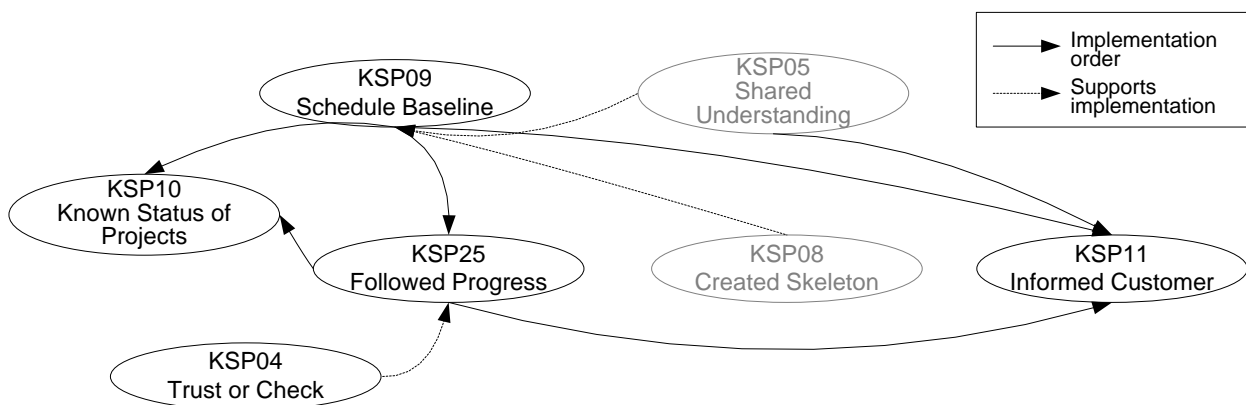 Implementation
order
Supports
implementation
KSP09
Schedule Baseline
KSP05
Shared
Understanding
KSP10
Known Status of
Projects
KSP25
Followed Progress
KSP08
Created Skeleton
KSP11
Informed Customer
KSP04
Trust or Check